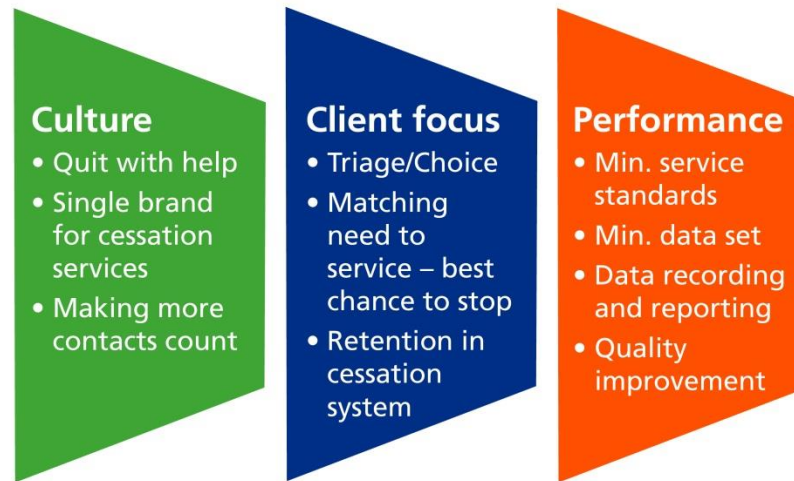 Culture
• Quit with help
• Single brand
for cessation
services
• Making more
contacts count
Client focus
• Triage/Choice
• Matching
need to
service – best
chance to stop
• Retention in
cessation
system
Performance
• Min. service
standards
• Min. data set
• Data recording
and reporting
• Quality
improvement